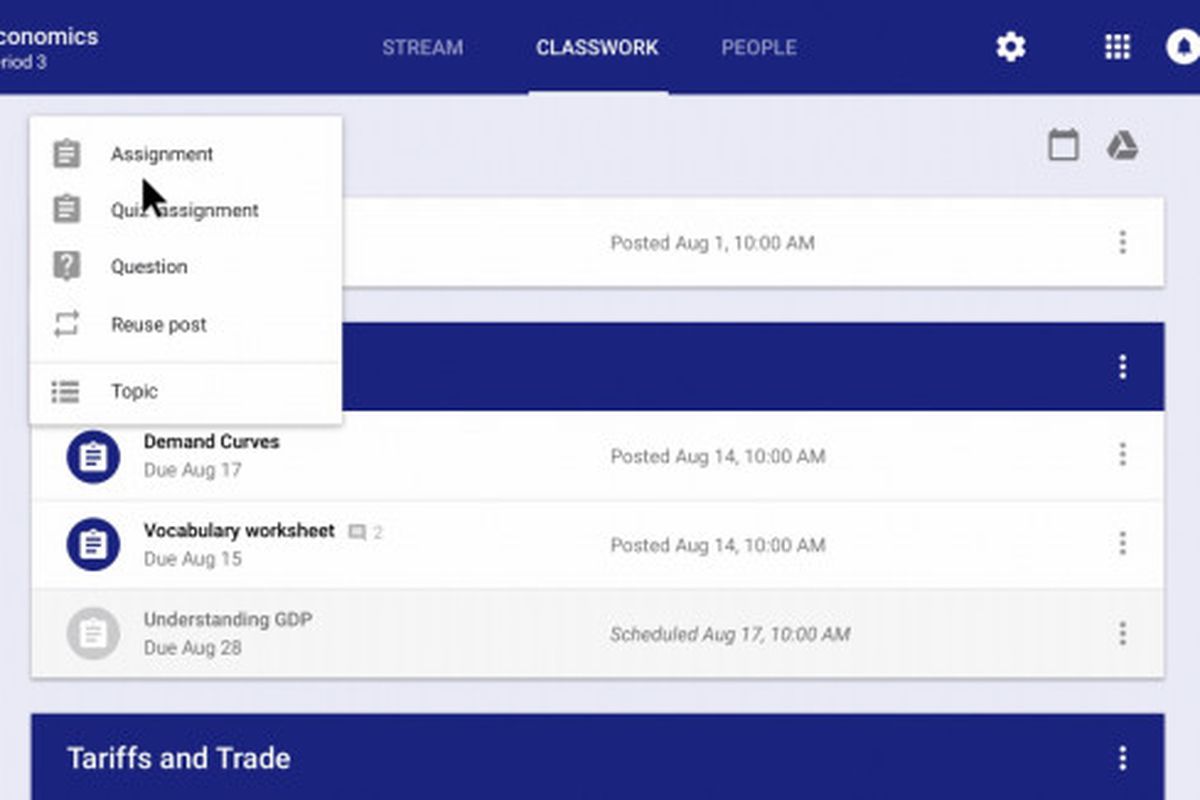 conomics
eriod 3
STREAM
CLASSWORK
PEOPLE
Assignment
Quiz assignment
Question
Reuse post
Topic
Posted Aug 1, 10:00 AM
Demand Curves
Due Aug 17
Posted Aug 14, 10:00 AM
Vocabulary worksheet 2
Due Aug 15
Posted Aug 14, 10:00 AM
Understanding GDP
Due Aug 28
Scheduled Aug 17, 10:00 AM
Tariffs and Trade